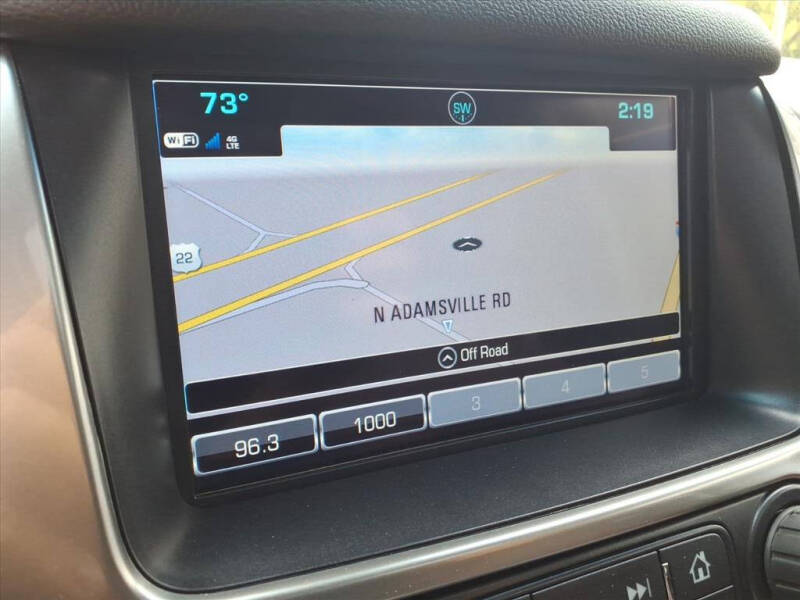 73° SW 2:19
WiFi 4G LTE
22
N ADAMSVILLE RD
Off Road
96.3 1000 3 4 5